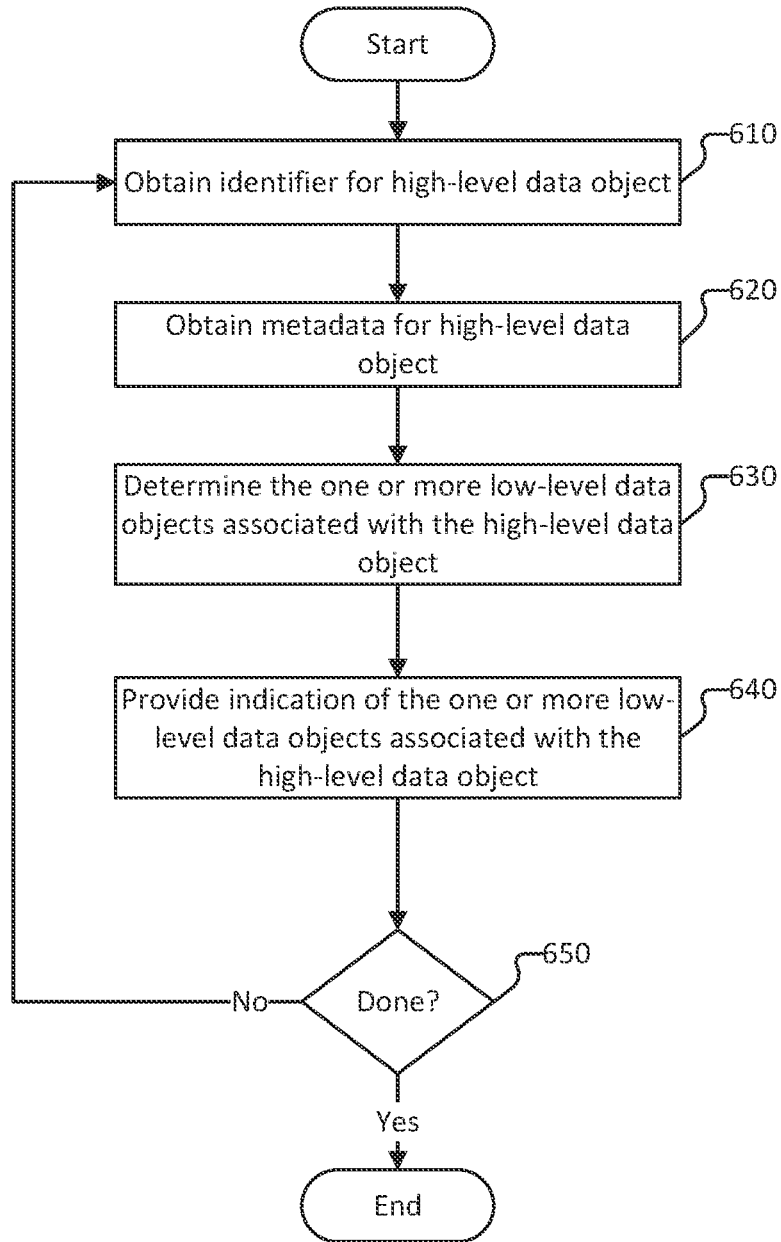 Start
610
Obtain identifier for high-level data object
620
Obtain metadata for high-level data
object
630
Determine the one or more low-level data
objects associated with the high-level data
object
640
Provide indication of the one or more low-
level data objects associated with the
high-level data object
650
Done?
No
Yes
End